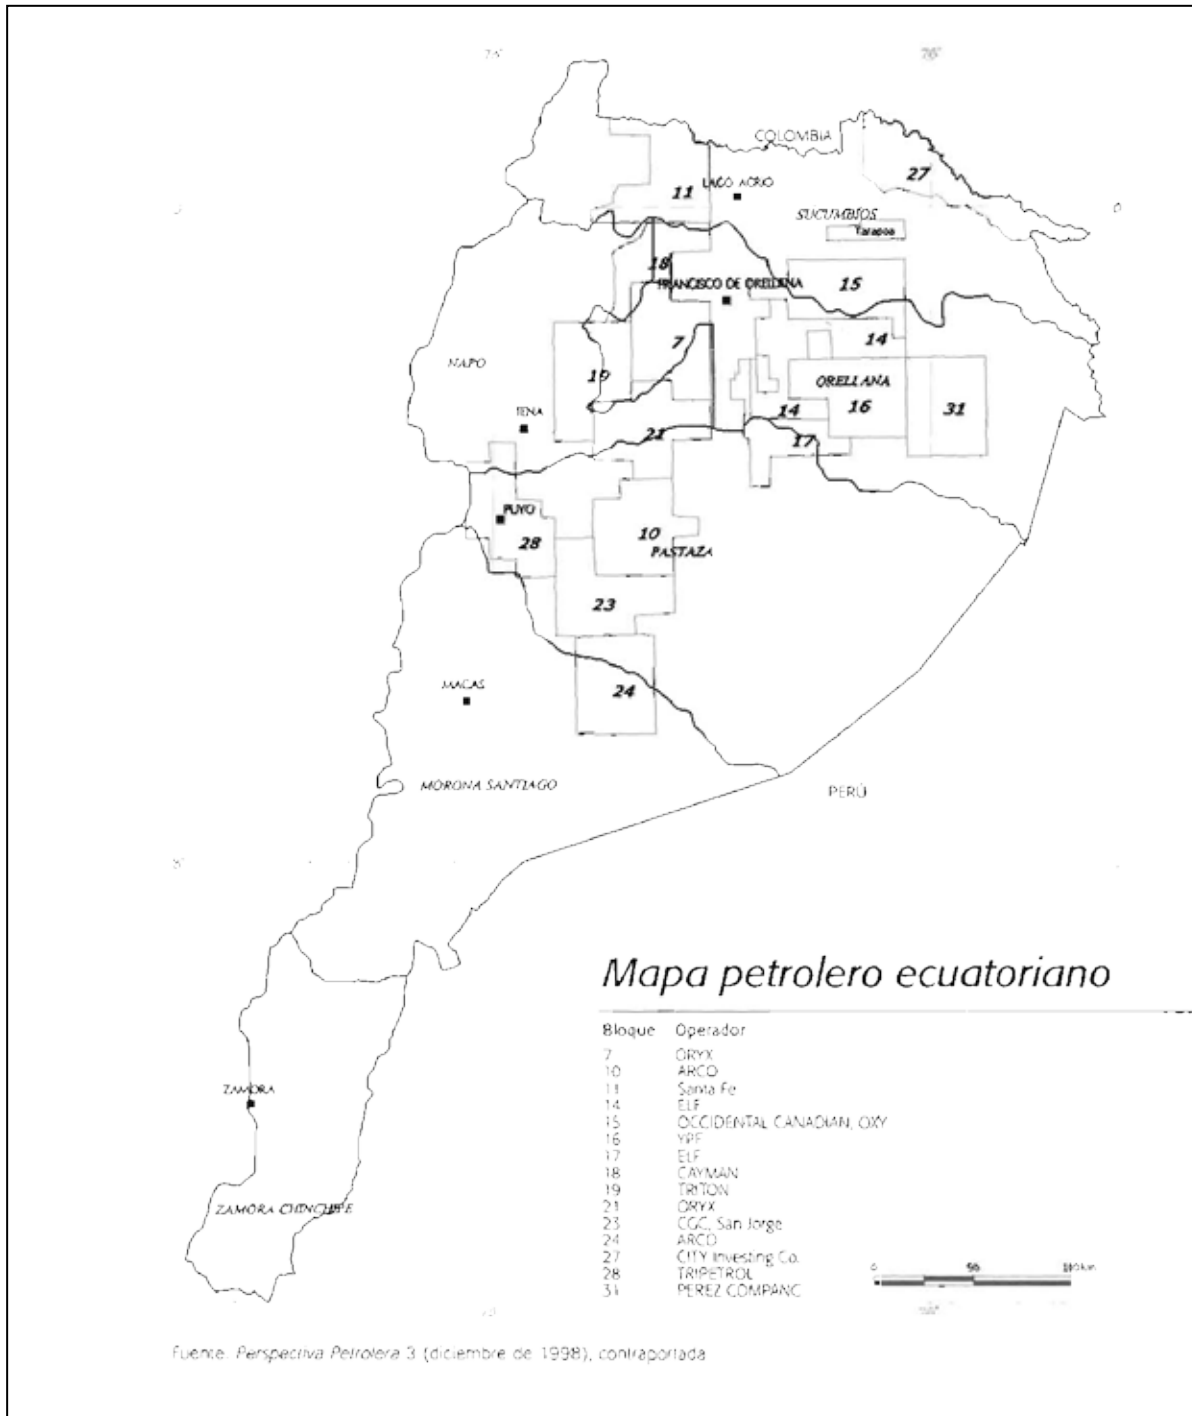 COLOMBIA
27
LAGO AGRIO
11
SUCUMBÍOS
Tarapoa
0
18
FRANCISCO DE ORELLANA
15
7
14
NAPO
19
ORELLANA
TENA
14
16
31
21
17
PUYO
10
28
PASTAZA
23
MACAS
24
MORONA SANTIAGO
PERÚ
Mapa petrolero ecuatoriano
Bloque Operador
7 ORYX
10 ARCO
11 Santa Fe
14 ELF
15 OCCIDENTAL CANADIAN, OXY
16 YPF
17 ELF
18 CAYMAN
19 TRITON
21 ORYX
23 CGC, San Jorge
24 ARCO
27 CITY Investing Co.
28 TRIPETROL
31 PEREZ COMPANC
ZAMORA
ZAMORA CHINCHIPE
0
Fuente: Perspectiva Petrolera 3 (diciembre de 1998), contraportada